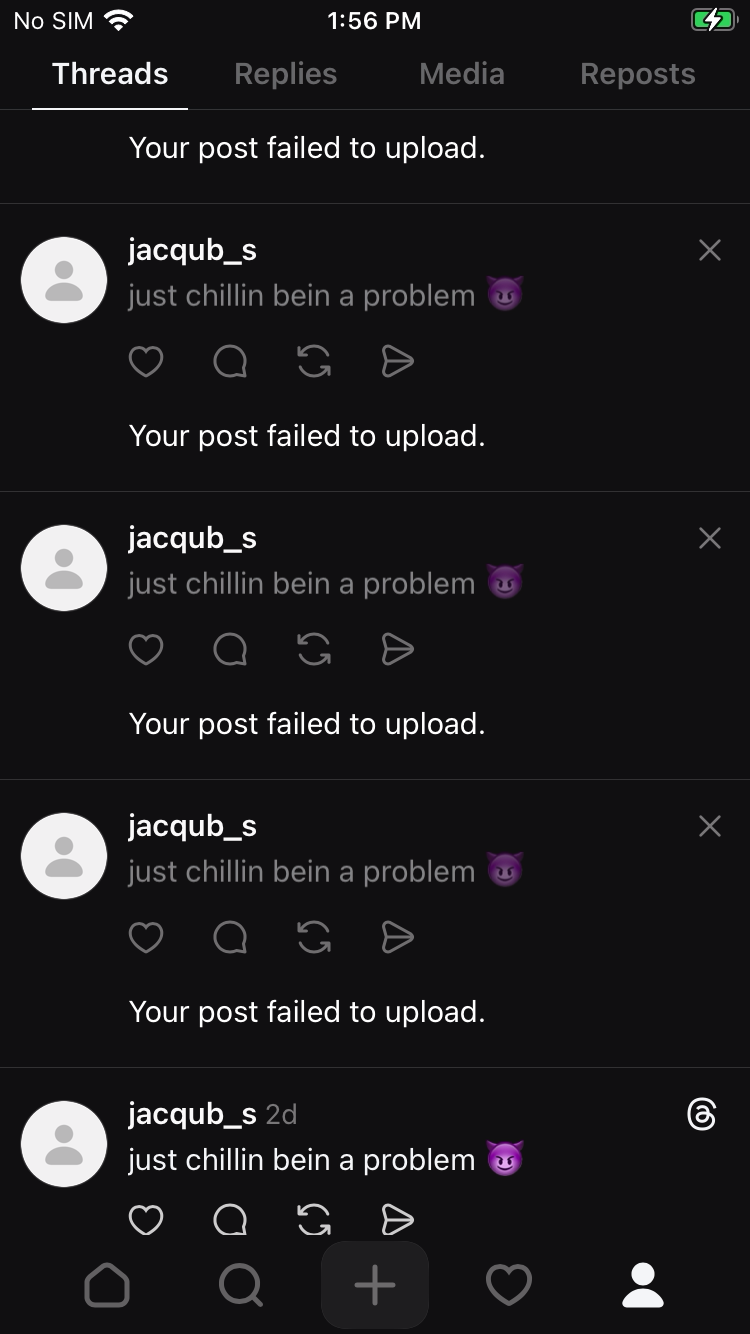 No SIM 1:56 PM
Threads Replies Media Reposts
Your post failed to upload.
jacqub_s
just chillin bein a problem 😈
Your post failed to upload.
jacqub_s
just chillin bein a problem 😈
Your post failed to upload.
jacqub_s
just chillin bein a problem 😈
Your post failed to upload.
jacqub_s 2d
just chillin bein a problem 😈